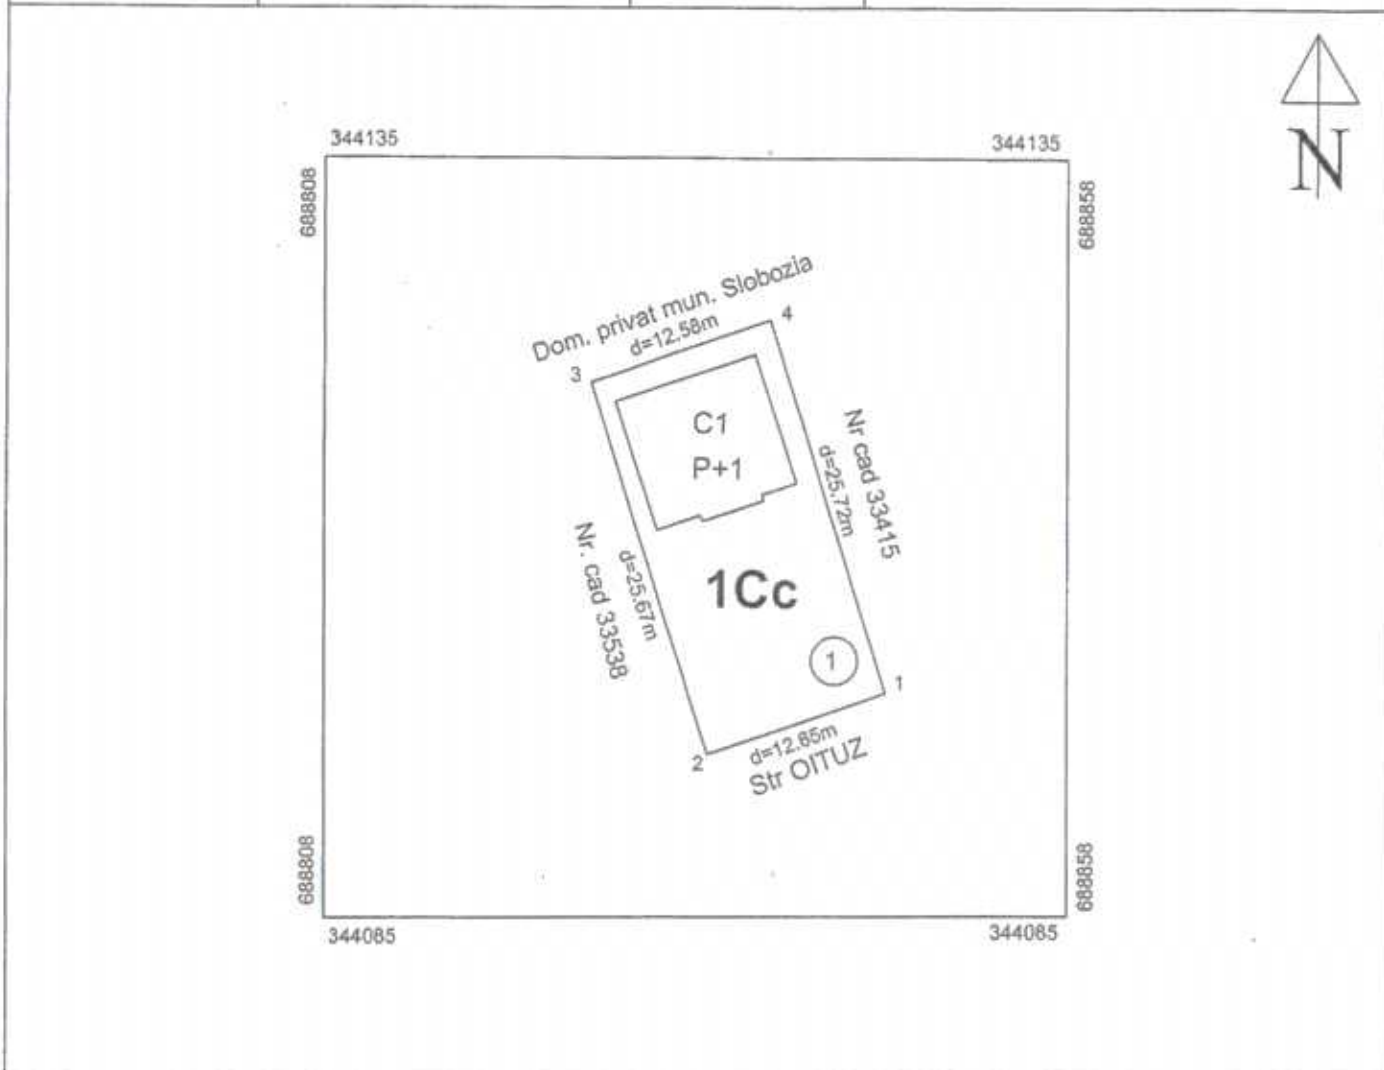 N
344135
344135
688808
688858
Dom. privat mun. Slobozia
d=12.58m
4
3
C1
P+1
Nr cad 33415
d=25.72m
Nr. cad 33538
d=25.67m
1Cc
1
1
2
d=12.65m
Str OITUZ
688808
688858
344085
344085